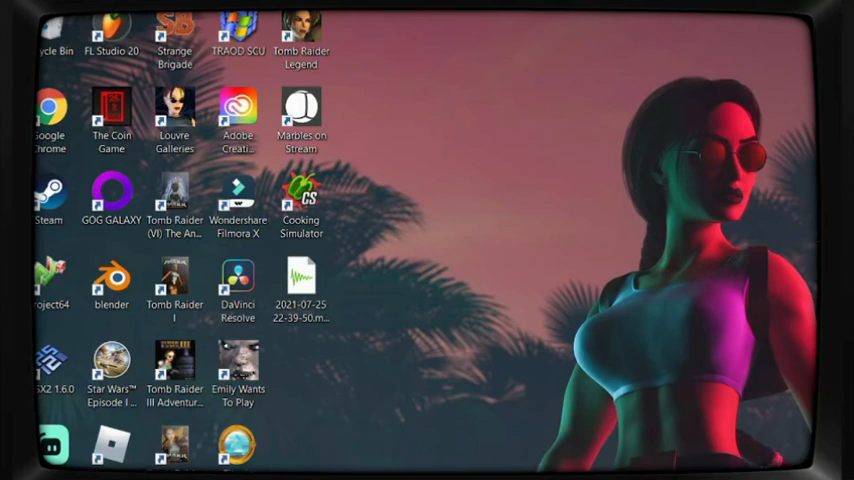 ycle Bin
FL Studio 20
Strange
Brigade
TRAOD SCU
Tomb Raider
Legend
Google
Chrome
The Coin
Game
Louvre
Galleries
Adobe
Creati...
Marbles on
Stream
Steam
GOG GALAXY
Tomb Raider
(VI) The An...
Wondershare
Filmora X
Cooking
Simulator
roject64
blender
Tomb Raider
I
DaVinci
Resolve
2021-07-25
22-39-50.m...
SX2 1.6.0
Star Wars™
Episode I ...
Tomb Raider
III Adventur...
Emily Wants
To Play